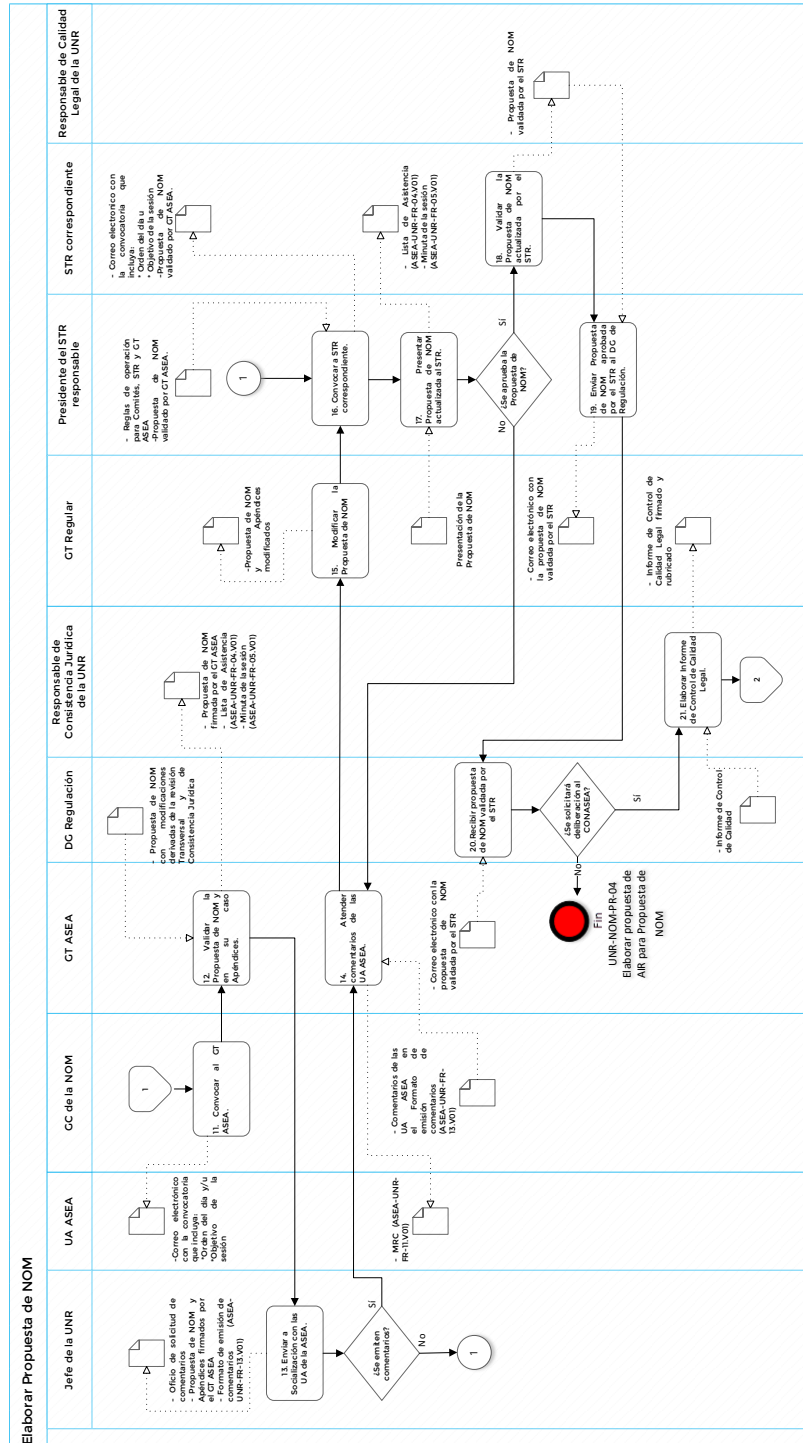 Elaborar Propuesta de NOM
Jefe de la UNR
UA ASEA
GC de la NOM
GT ASEA
DG Regulación
Responsable de
Consistencia Jurídica
de la UNR
GT Regular
Presidente del STR
responsable
STR correspondiente
Responsable de Calidad
Legal de la UNR
1
11. Convocar al GT
ASEA.
-Correo electrónico
con la convocatoria
que incluya:
*Orden del día y/u
*Objetivo de la
sesión
12. Validar la
Propuesta de NOM y
en su caso
Apéndices.
- Propuesta de NOM
con modificaciones
derivadas de la revisión
Transversal y de
Consistencia Jurídica
- Propuesta de NOM
firmada por el GT ASEA
- Lista de Asistencia
(ASEA-UNR-FR-04.V01)
- Minuta de la sesión
(ASEA-UNR-FR-05.V01)
13. Enviar a
Socialización con las
UA de la ASEA.
- Oficio de solicitud de
comentarios
- Propuesta de NOM y
Apéndices firmados por
el GT ASEA
- Formato de emisión de
comentarios (ASEA-
UNR-FR-13.V01)
¿Se emiten
comentarios?
Sí
No
1
14. Atender
comentarios de las
UA ASEA.
- Comentarios de las
UA ASEA en
el Formato de
emisión de
comentarios
(ASEA-UNR-FR-
13.V01)
- MRC (ASEA-UNR-
FR-11.V01)
15. Modificar la
Propuesta de NOM
-Propuesta de NOM
y Apéndices
modificados
1
- Reglas de operación
para Comités, STR y GT
ASEA
-Propuesta de NOM
validado por GT ASEA.
16. Convocar a STR
correspondiente.
- Correo electronico con
la convocatoria que
incluya:
* Orden del día u
* Objetivo de la sesión
-Propuesta de NOM
validado por GT ASEA.
17. Presentar
Propuesta de NOM
actualizada al STR.
Presentación de la
Propuesta de NOM
- Lista de Asistencia
(ASEA-UNR-FR-04.V01)
- Minuta de la sesión
(ASEA-UNR-FR-05.V01)
¿Se aprueba la
Propuesta de
NOM?
Sí
No
18. Validar la
Propuesta de NOM
actualizada por el
STR.
- Propuesta de NOM
validada por el STR
19. Enviar Propuesta
de NOM aprobada
por el STR al DG de
Regulación.
- Correo electrónico con
la propuesta de NOM
validada por el STR
20. Recibir propuesta
de NOM validada por
el STR
- Correo electrónico con la
propuesta de NOM
validada por el STR
¿Se solicitará
deliberación al
CONASEA?
Sí
No
Fin
UNR-NOM-PR-04
Elaborar propuesta de
AIR para Propuesta de
NOM
21. Elaborar Informe
de Control de Calidad
Legal.
- Informe de Control
de Calidad
- Informe de Control de
Calidad Legal firmado y
rubricado
2